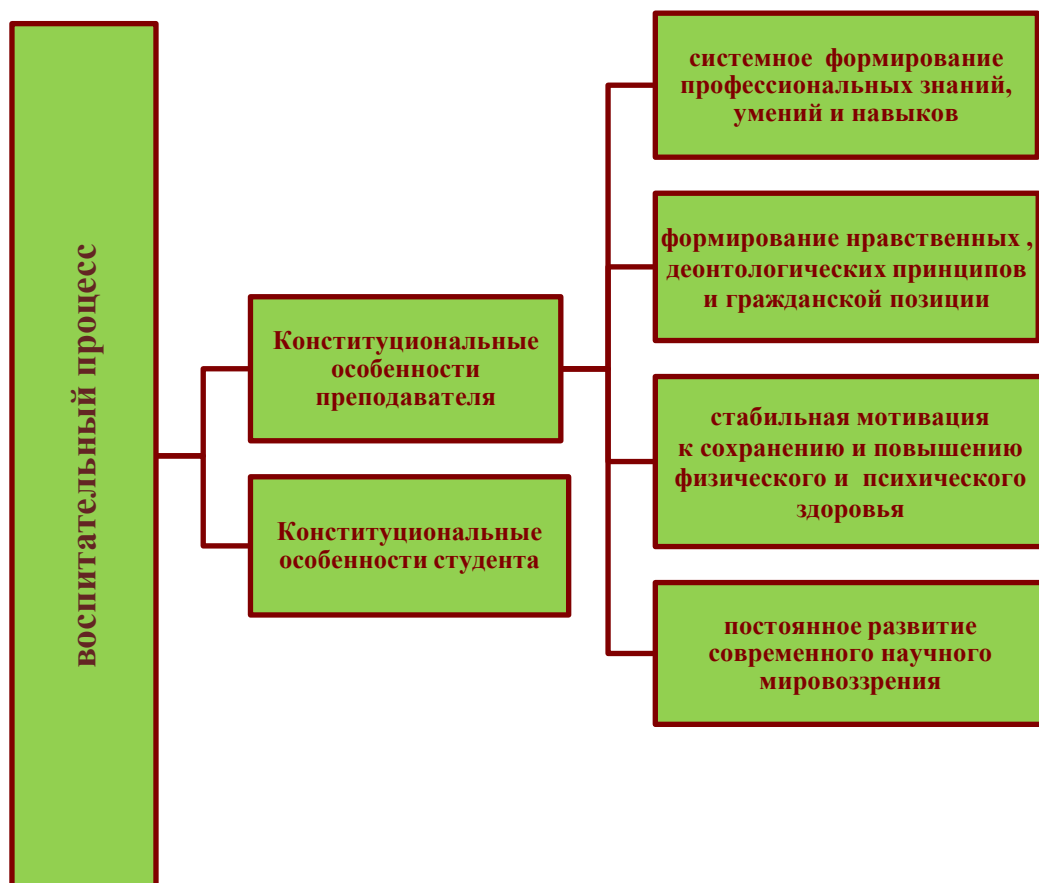 воспитательный процесс
Конституциональные
особенности
преподавателя
Конституциональные
особенности студента
системное формирование
профессиональных знаний,
умений и навыков
формирование нравственных ,
деонтологических принципов
и гражданской позиции
стабильная мотивация
к сохранению и повышению
физического и психического
здоровья
постоянное развитие
современного научного
мировоззрения